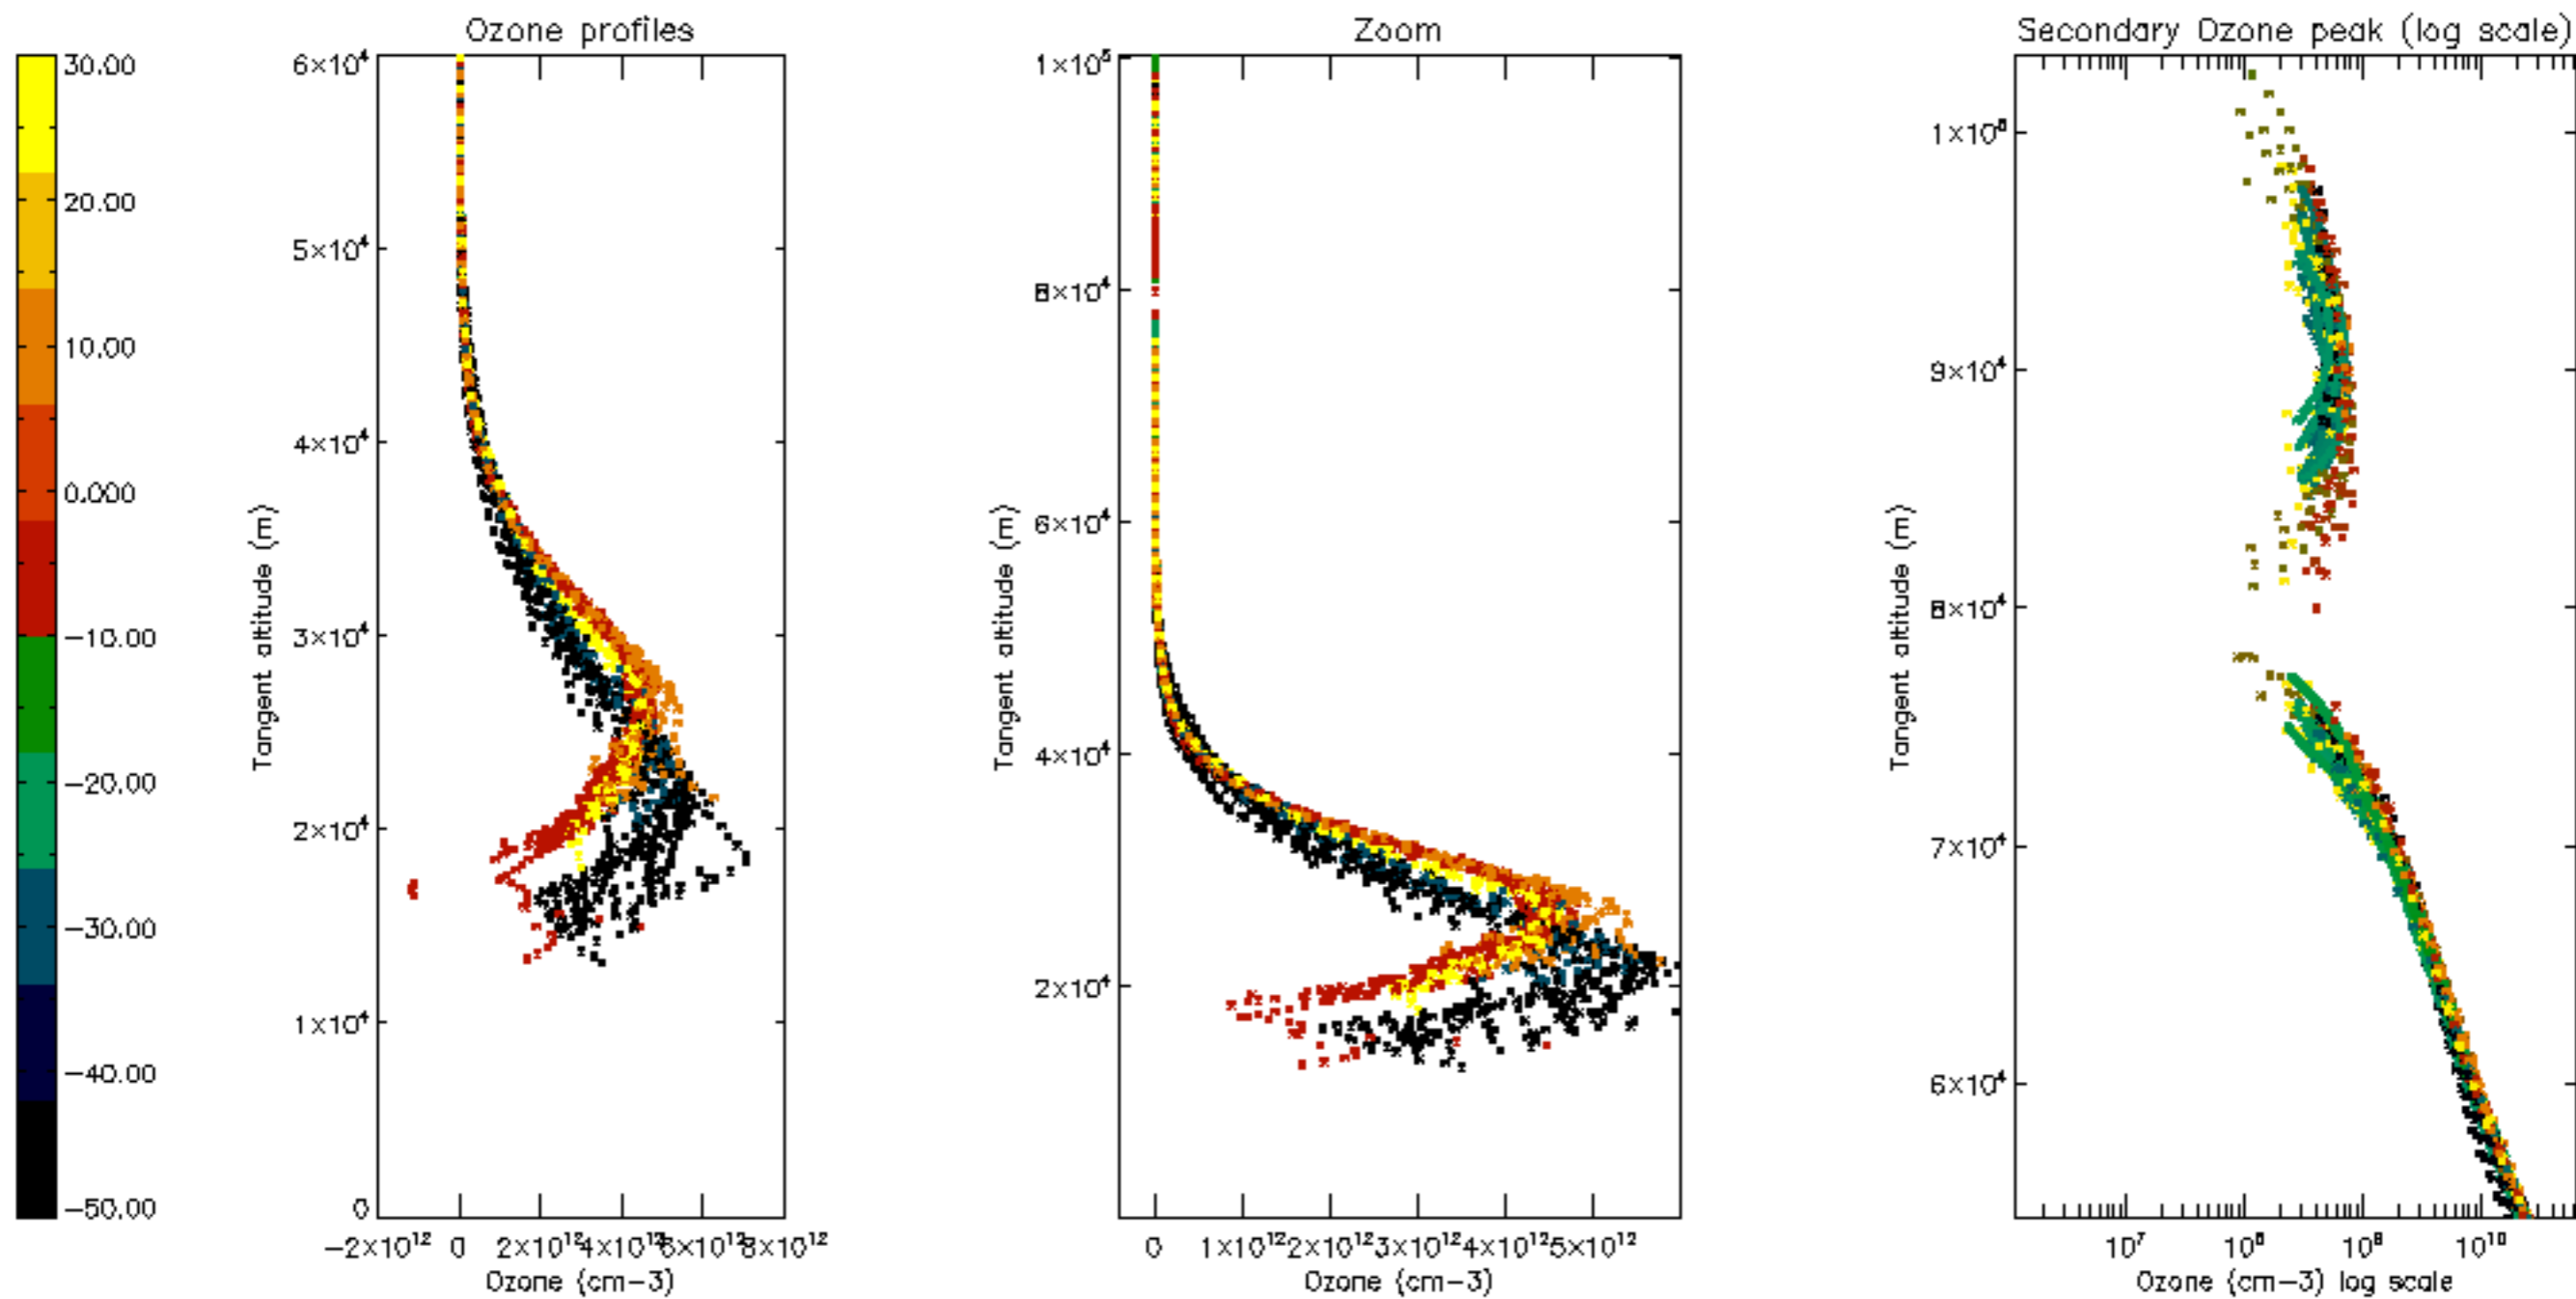 Ozone profiles
Zoom
Secondary Ozone peak (log scale)
30.00
20.00
10.00
0.000
−10.00
−20.00
−30.00
−40.00
−50.00
6×10⁴
5×10⁴
4×10⁴
3×10⁴
2×10⁴
1×10⁴
0
Tangent altitude (m)
−2×10¹² 0 2×10¹² 4×10¹² 6×10¹² 8×10¹²
Ozone (cm−3)
1×10⁵
8×10⁴
6×10⁴
4×10⁴
2×10⁴
Tangent altitude (m)
0 1×10¹² 2×10¹² 3×10¹² 4×10¹² 5×10¹²
Ozone (cm−3)
1×10⁵
9×10⁴
8×10⁴
7×10⁴
6×10⁴
Tangent altitude (m)
10⁷ 10⁸ 10⁹ 10¹⁰
Ozone (cm−3) log scale